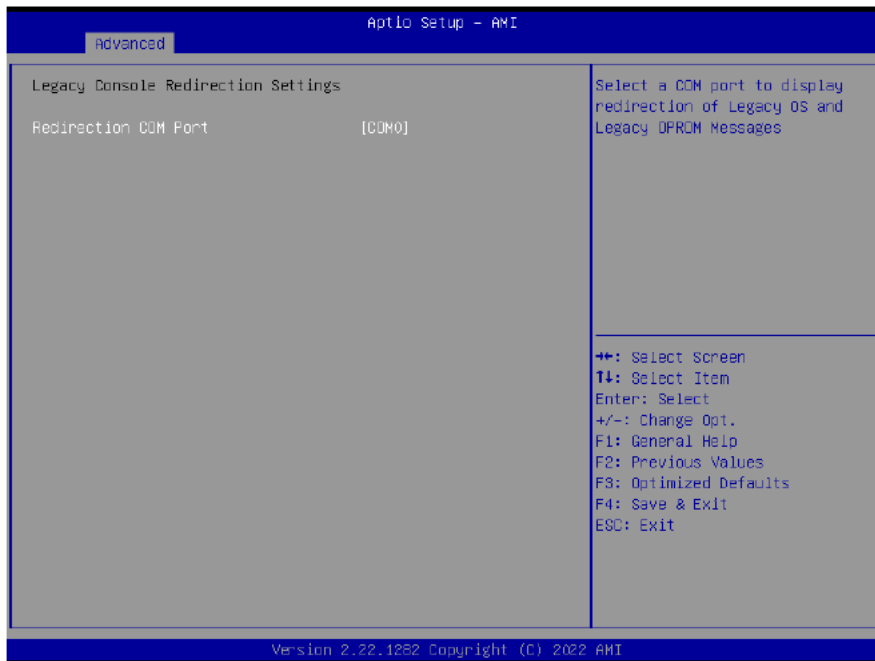 Aptio Setup - AMI
Advanced
Legacy Console Redirection Settings
Redirection COM Port [COM0]
Select a COM port to display
redirection of Legacy OS and
Legacy OPROM Messages
→←: Select Screen
↑↓: Select Item
Enter: Select
+/-: Change Opt.
F1: General Help
F2: Previous Values
F3: Optimized Defaults
F4: Save & Exit
ESC: Exit
Version 2.22.1282 Copyright (C) 2022 AMI